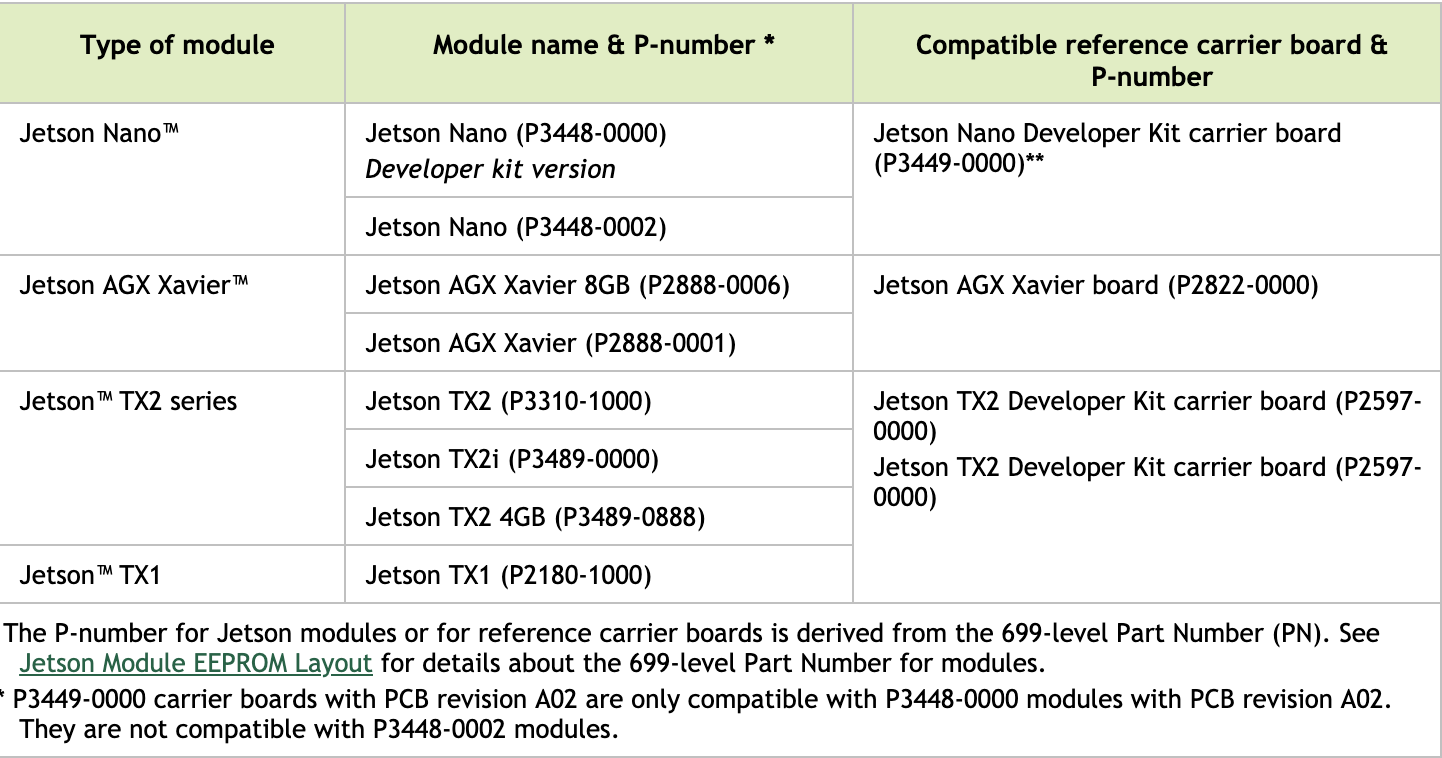 Type of module
Module name & P-number *
Compatible reference carrier board &
P-number
Jetson Nano™
Jetson Nano (P3448-0000)
Developer kit version
Jetson Nano (P3448-0002)
Jetson Nano Developer Kit carrier board
(P3449-0000)**
Jetson AGX Xavier™
Jetson AGX Xavier 8GB (P2888-0006)
Jetson AGX Xavier (P2888-0001)
Jetson AGX Xavier board (P2822-0000)
Jetson™ TX2 series
Jetson TX2 (P3310-1000)
Jetson TX2i (P3489-0000)
Jetson TX2 4GB (P3489-0888)
Jetson TX2 Developer Kit carrier board (P2597-
0000)
Jetson TX2 Developer Kit carrier board (P2597-
0000)
Jetson™ TX1
Jetson TX1 (P2180-1000)
The P-number for Jetson modules or for reference carrier boards is derived from the 699-level Part Number (PN). See
Jetson Module EEPROM Layout for details about the 699-level Part Number for modules.
* P3449-0000 carrier boards with PCB revision A02 are only compatible with P3448-0000 modules with PCB revision A02.
They are not compatible with P3448-0002 modules.